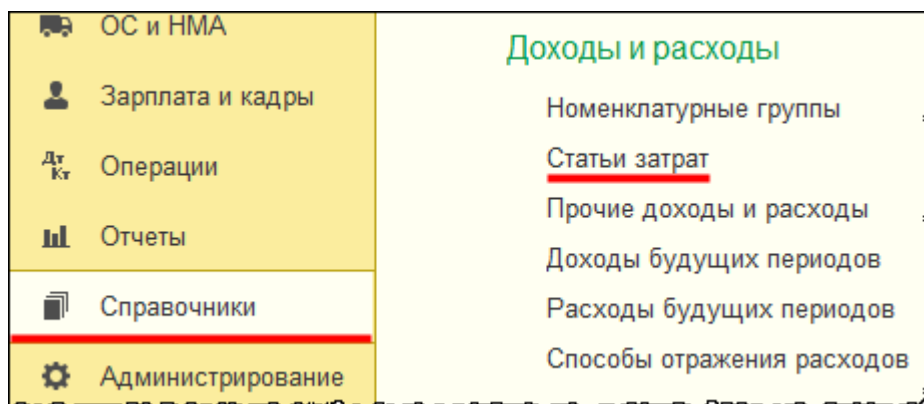 ОС и НМА
Зарплата и кадры
Дт
Кт
Операции
Отчеты
Справочники
Администрирование
Доходы и расходы
Номенклатурные группы
Статьи затрат
Прочие доходы и расходы
Доходы будущих периодов
Расходы будущих периодов
Способы отражения расходов